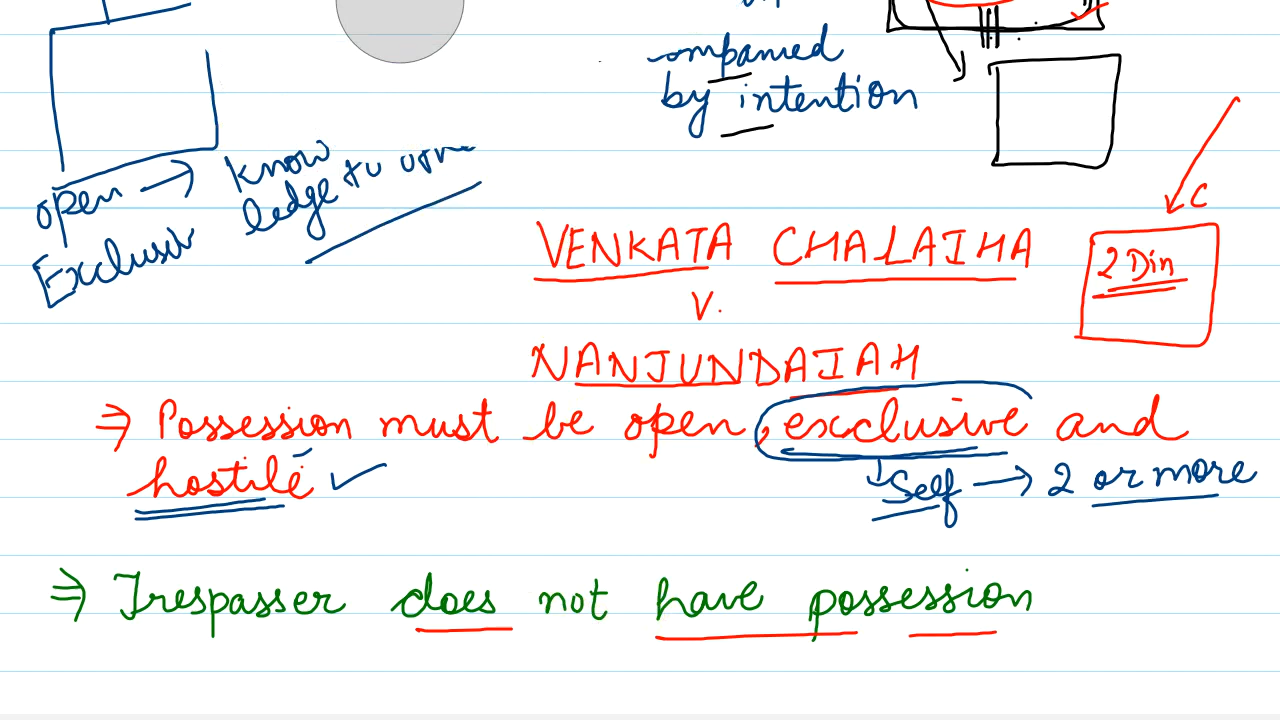 ompanied
by intention
open → know
ledge to
Exclusiv
C
VENKATA CHALAIHA
2 Din
V.
NANJUNDAIAH
⇒ Possession must be open, exclusive and
hostile
Self → 2 or more
⇒ Trespasser does not have possession